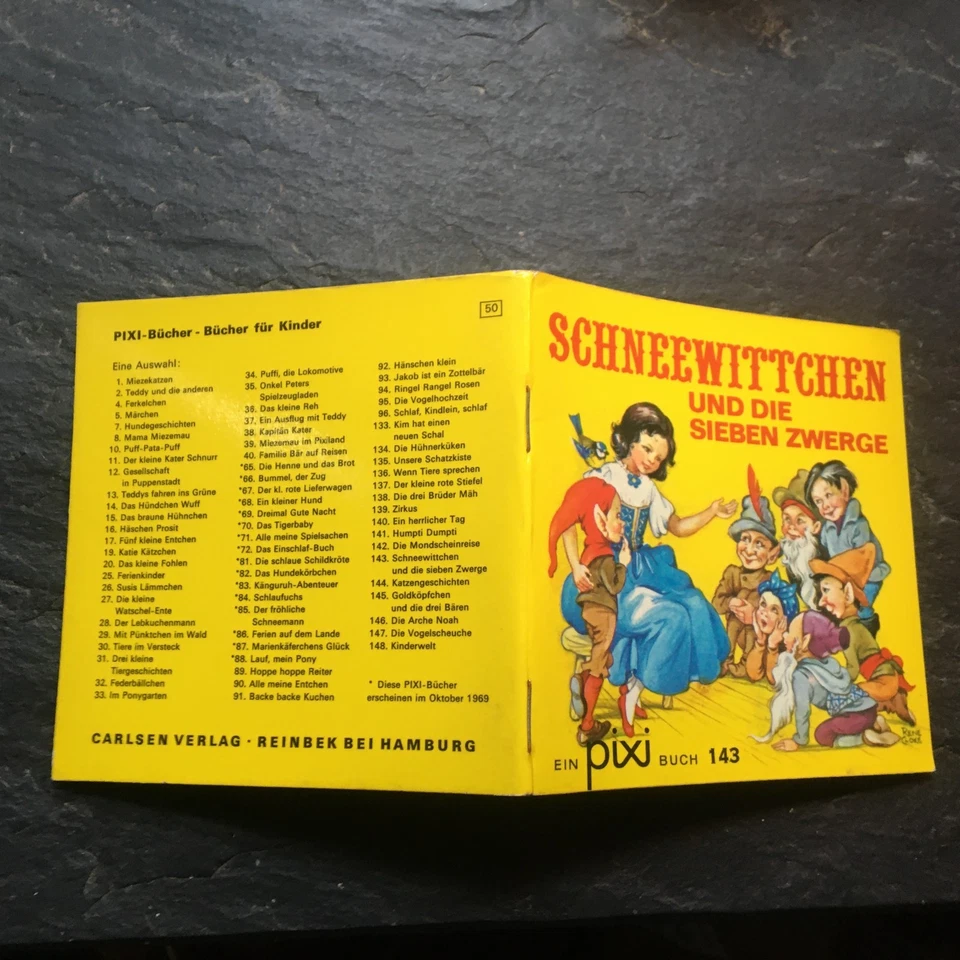 PIXI-Bücher - Bücher für Kinder
50
Eine Auswahl:
1. Miezekatzen
2. Teddy und die anderen
4. Ferkelchen
5. Märchen
7. Hundegeschichten
8. Mama Miezemau
10. Puff-Pata-Puff
11. Der kleine Kater Schnurr
12. Gesellschaft
in Puppenstadt
13. Teddys fahren ins Grüne
14. Das Hündchen Wuff
15. Das braune Hühnchen
16. Häschen Prosit
17. Fünf kleine Entchen
19. Katie Kätzchen
20. Das kleine Fohlen
25. Ferienkinder
26. Susis Lämmchen
27. Die kleine
Watschel-Ente
28. Der Lebkuchenmann
29. Mit Pünktchen im Wald
30. Tiere im Versteck
31. Drei kleine
Tiergeschichten
32. Federbällchen
33. Im Ponygarten
34. Puffi, die Lokomotive
35. Onkel Peters
Spielzeugladen
36. Das kleine Reh
37. Ein Ausflug mit Teddy
38. Kapitän Kater
39. Miezemau im Pixiland
40. Familie Bär auf Reisen
*65. Die Henne und das Brot
*66. Bummel, der Zug
*67. Der kl. rote Lieferwagen
*68. Ein kleiner Hund
*69. Dreimal Gute Nacht
*70. Das Tigerbaby
*71. Alle meine Spielsachen
*72. Das Einschlaf-Buch
*81. Die schlaue Schildkröte
*82. Das Hundekörbchen
*83. Känguruh-Abenteuer
*84. Schlaufuchs
*85. Der fröhliche
Schneemann
*86. Ferien auf dem Lande
*87. Marienkäferchens Glück
*88. Lauf, mein Pony
89. Hoppe hoppe Reiter
90. Alle meine Entchen
91. Backe backe Kuchen
92. Hänschen klein
93. Jakob ist ein Zottelbär
94. Ringel Rangel Rosen
95. Die Vogelhochzeit
96. Schlaf, Kindlein, schlaf
133. Kim hat einen
neuen Schal
134. Die Hühnerküken
135. Unsere Schatzkiste
136. Wenn Tiere sprechen
137. Der kleine rote Stiefel
138. Die drei Brüder Mäh
139. Zirkus
140. Ein herrlicher Tag
141. Humpti Dumpti
142. Die Mondscheinreise
143. Schneewittchen
und die sieben Zwerge
144. Katzengeschichten
145. Goldköpfchen
und die drei Bären
146. Die Arche Noah
147. Die Vogelscheuche
148. Kinderwelt
* Diese PIXI-Bücher
erscheinen im Oktober 1969
CARLSEN VERLAG · REINBEK BEI HAMBURG
SCHNEEWITTCHEN
UND DIE
SIEBEN ZWERGE
EIN pixi BUCH 143